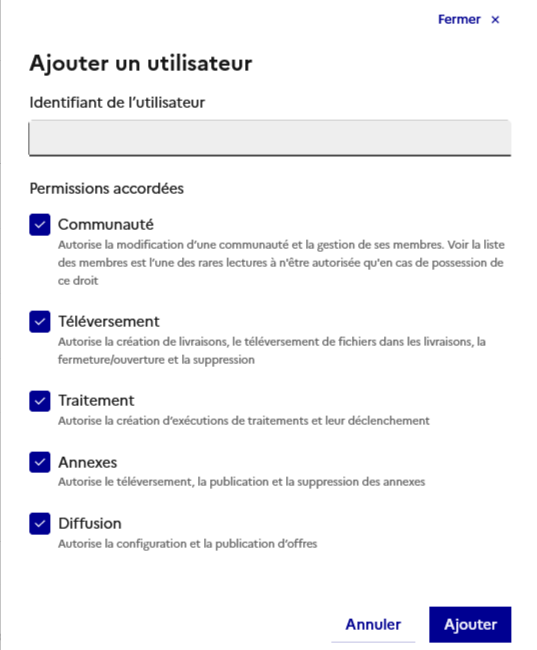 Fermer ×
Ajouter un utilisateur
Identifiant de l’utilisateur
Permissions accordées
Communauté
Autorise la modification d’une communauté et la gestion de ses membres. Voir la liste
des membres est l’une des rares lectures à n’être autorisée qu’en cas de possession de
ce droit
Téléversement
Autorise la création de livraisons, le téléversement de fichiers dans les livraisons, la
fermeture/ouverture et la suppression
Traitement
Autorise la création d’exécutions de traitements et leur déclenchement
Annexes
Autorise le téléversement, la publication et la suppression des annexes
Diffusion
Autorise la configuration et la publication d’offres
Annuler Ajouter